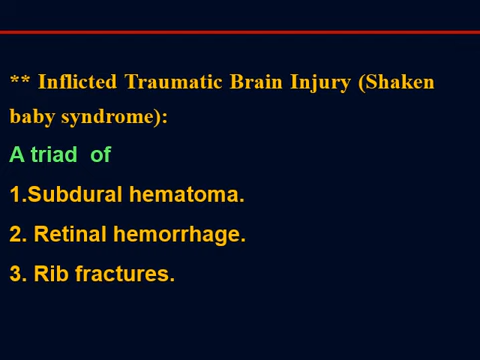 ** Inflicted Traumatic Brain Injury (Shaken
baby syndrome):
A triad of
1.Subdural hematoma.
2. Retinal hemorrhage.
3. Rib fractures.